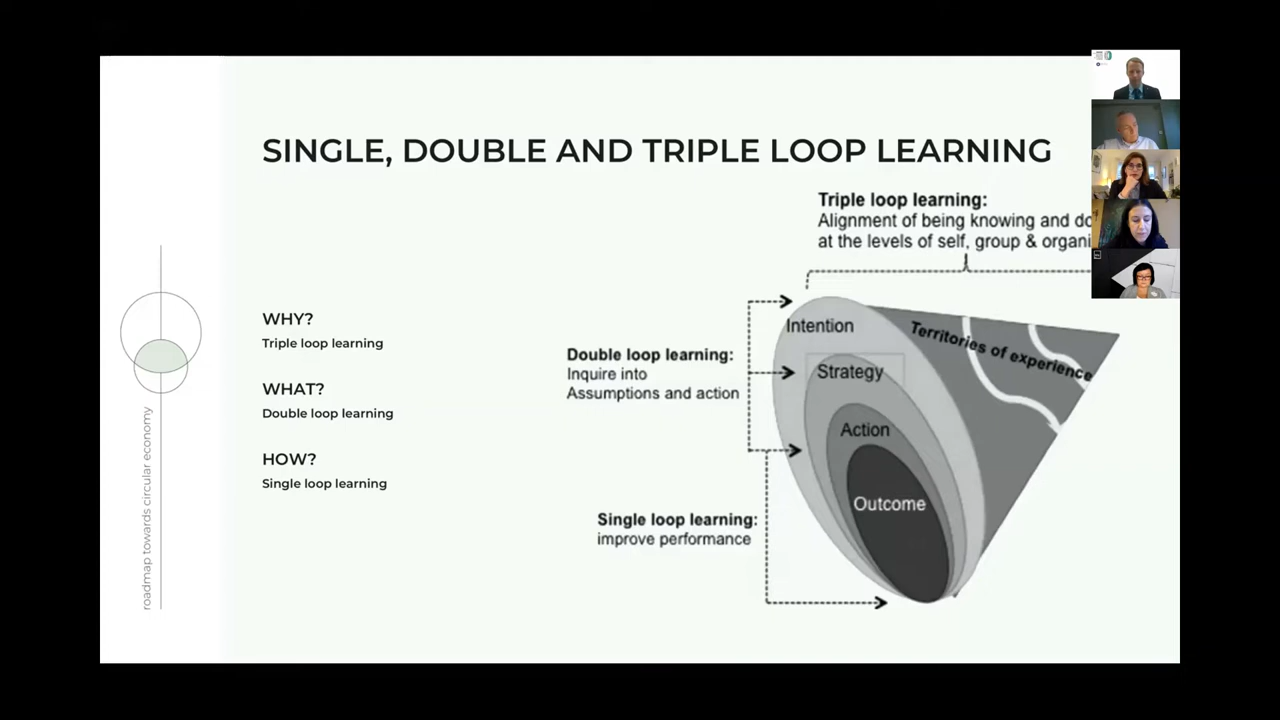 SINGLE, DOUBLE AND TRIPLE LOOP LEARNING
Triple loop learning:
Alignment of being knowing and
at the levels of self, group &
WHY?
Triple loop learning
WHAT?
Double loop learning
HOW?
Single loop learning
Double loop learning:
Inquire into
Assumptions and action
Single loop learning:
improve performance
Intention
Strategy
Action
Outcome
Territories of experience
roadmap towards circular economy